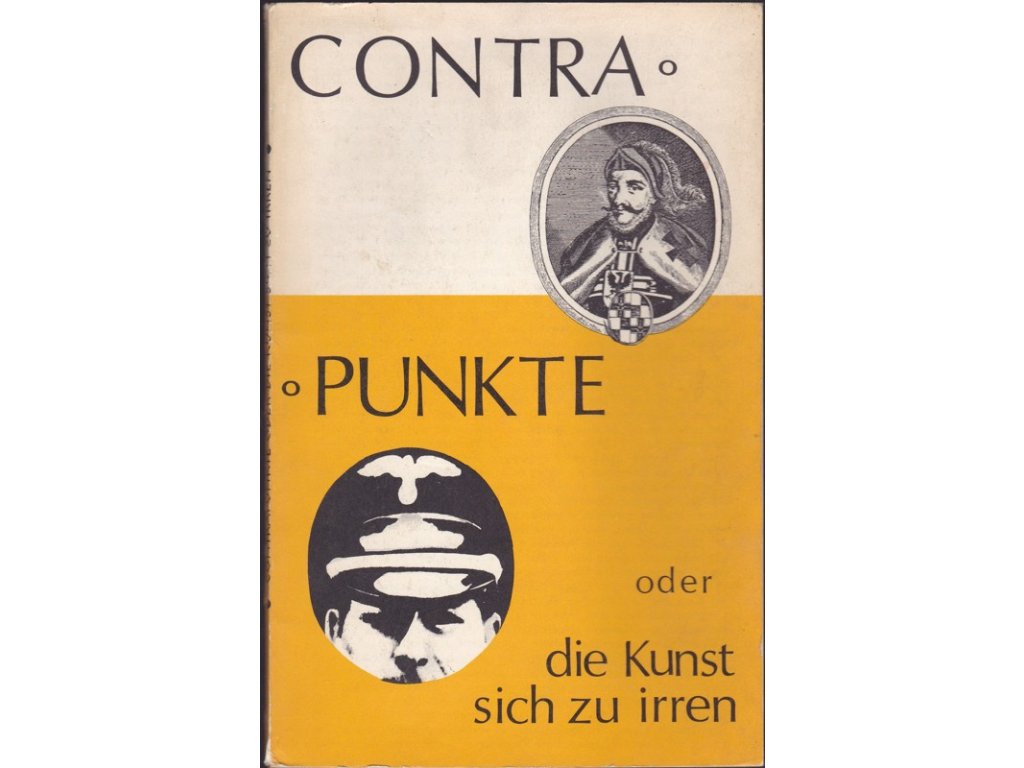 CONTRA o
o PUNKTE
oder
die Kunst
sich zu irren